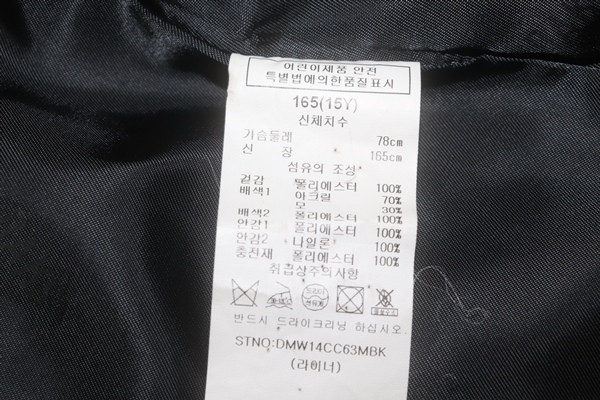 어린이제품 안전
특별법에의한품질표시
165(15Y)
신체치수
가슴둘레 78cm
신 장 165cm
섬유의 조성
겉감 폴리에스터 100%
배색1 아크릴 70%
모 30%
배색2 폴리에스터 100%
안감1 폴리에스터 100%
안감2 나일론 100%
충전재 폴리에스터 100%
취급상주의사항
드라이
반드시 드라이크리닝 하십시오.
STNO:DMW14CC63MBK
(라이너)